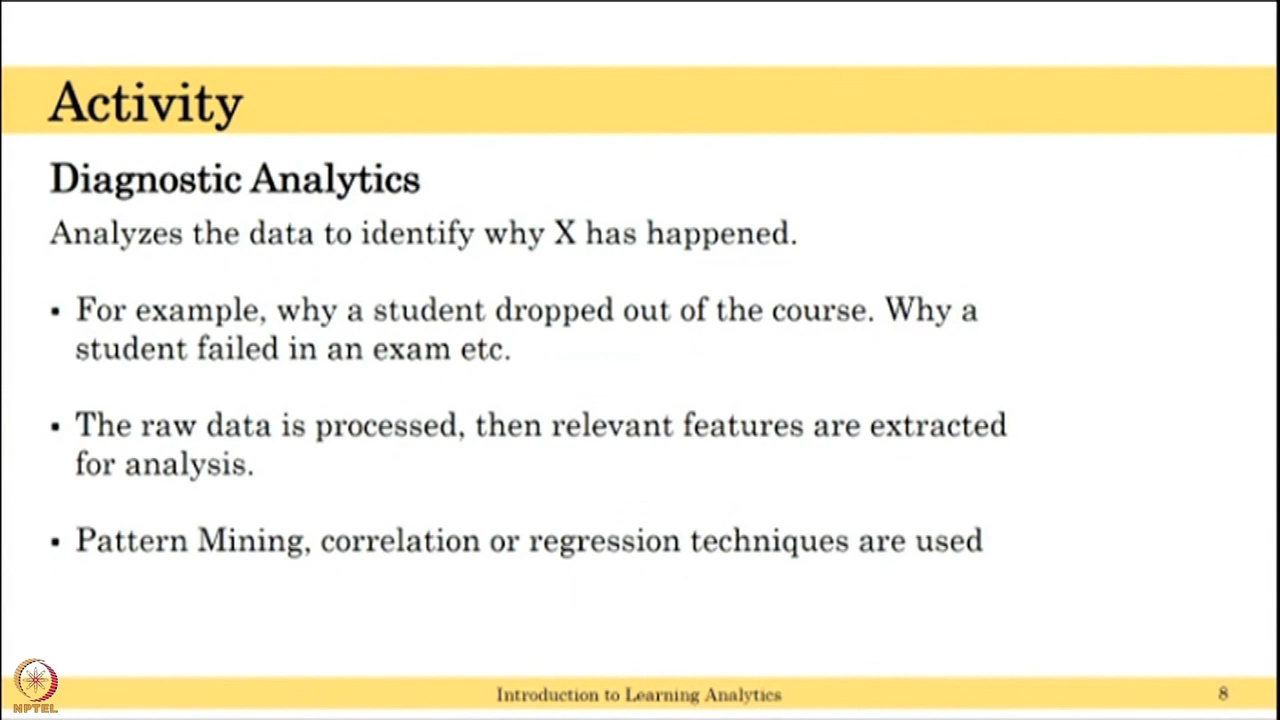 Activity
Diagnostic Analytics
Analyzes the data to identify why X has happened.
▪ For example, why a student dropped out of the course. Why a
student failed in an exam etc.
▪ The raw data is processed, then relevant features are extracted
for analysis.
▪ Pattern Mining, correlation or regression techniques are used
NPTEL
Introduction to Learning Analytics
8